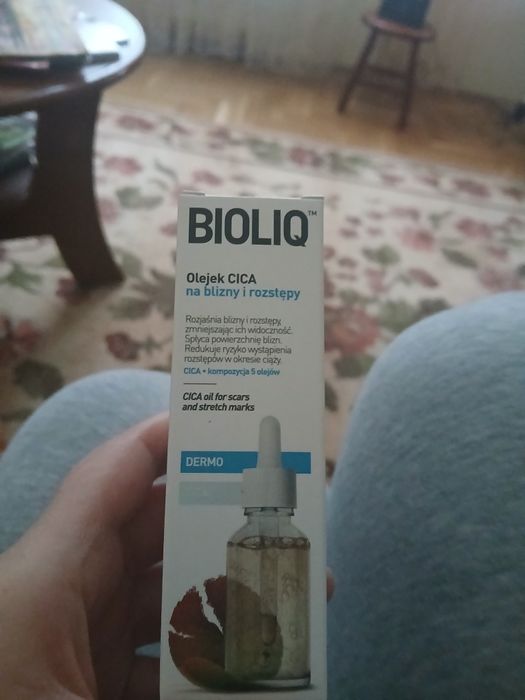 BIOLIQ™
Olejek CICA
na blizny i rozstępy
Rozjaśnia blizny i rozstępy,
zmniejszając ich widoczność.
Spłyca powierzchnię blizn.
Redukuje ryzyko wystąpienia
rozstępów w okresie ciąży.
CICA + kompozycja 5 olejów
CICA oil for scars
and stretch marks
DERMO